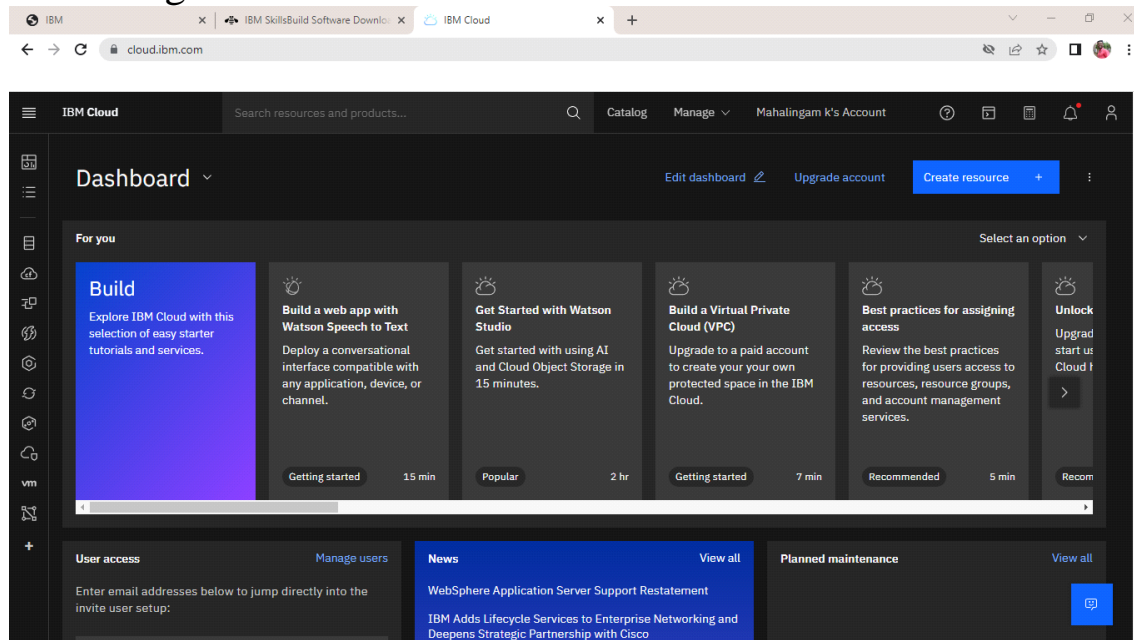 IBM
IBM SkillsBuild Software Downlo
IBM Cloud
cloud.ibm.com
IBM Cloud
Search resources and products...
Catalog
Manage
Mahalingam k's Account
Dashboard
Edit dashboard
Upgrade account
Create resource +
For you
Select an option
Build
Explore IBM Cloud with this
selection of easy starter
tutorials and services.
Build a web app with
Watson Speech to Text
Deploy a conversational
interface compatible with
any application, device, or
channel.
Getting started
15 min
Get Started with Watson
Studio
Get started with using AI
and Cloud Object Storage in
15 minutes.
Popular
2 hr
Build a Virtual Private
Cloud (VPC)
Upgrade to a paid account
to create your your own
protected space in the IBM
Cloud.
Getting started
7 min
Best practices for assigning
access
Review the best practices
for providing users access to
resources, resource groups,
and account management
services.
Recommended
5 min
Unlock
Upgrad
start us
Cloud
Recom
vm
User access
Manage users
Enter email addresses below to jump directly into the
invite user setup:
News
View all
WebSphere Application Server Support Restatement
IBM Adds Lifecycle Services to Enterprise Networking and
Deepens Strategic Partnership with Cisco
Planned maintenance
View all